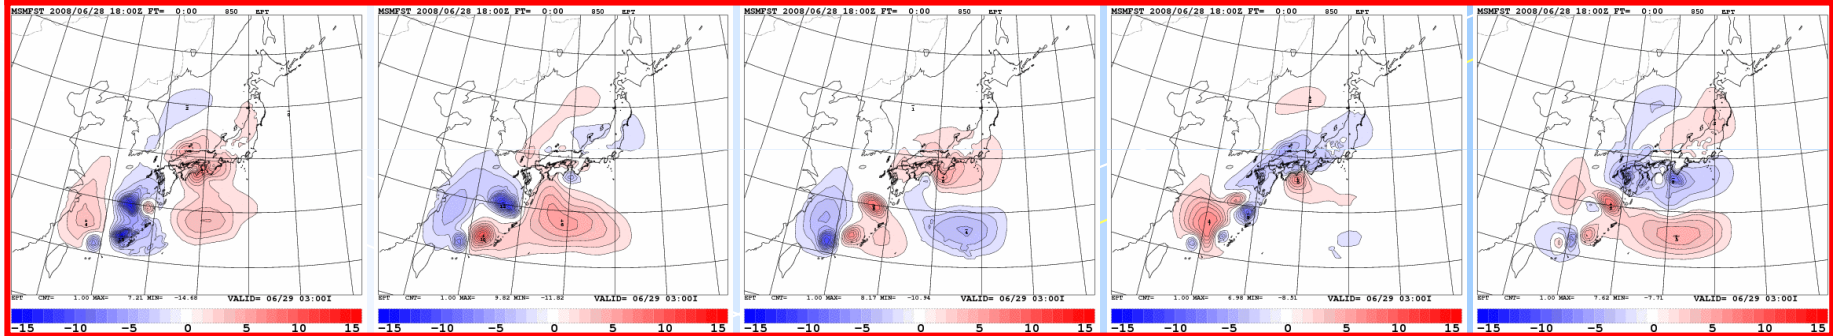 MSMFST 2008/06/28 18:00Z FT= 0:00 850 EPT
EPT CNT= 1.00 MAX= 7.21 MIN= -14.68 VALID= 06/29 03:00I
-15 -10 -5 0 5 10 15
MSMFST 2008/06/28 18:00Z FT= 0:00 850 EPT
EPT CNT= 1.00 MAX= 9.82 MIN= -11.82 VALID= 06/29 03:00I
-15 -10 -5 0 5 10 15
MSMFST 2008/06/28 18:00Z FT= 0:00 850 EPT
EPT CNT= 1.00 MAX= 8.17 MIN= -10.94 VALID= 06/29 03:00I
-15 -10 -5 0 5 10 15
MSMFST 2008/06/28 18:00Z FT= 0:00 850 EPT
EPT CNT= 1.00 MAX= 6.98 MIN= -8.51 VALID= 06/29 03:00I
-15 -10 -5 0 5 10 15
MSMFST 2008/06/28 18:00Z FT= 0:00 850 EPT
EPT CNT= 1.00 MAX= 7.62 MIN= -7.71 VALID= 06/29 03:00I
-15 -10 -5 0 5 10 15